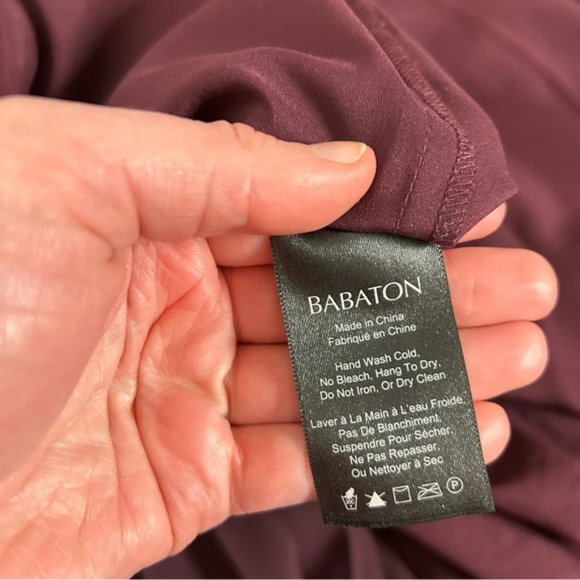 BABATON
Made in China
Fabriqué en Chine
Hand Wash Cold,
No Bleach, Hang To Dry,
Do Not Iron, Or Dry Clean
Laver à La Main à L'eau Froide,
Pas De Blanchiment,
Suspendre Pour Sécher,
Ne Pas Repasser,
Ou Nettoyer à Sec
P